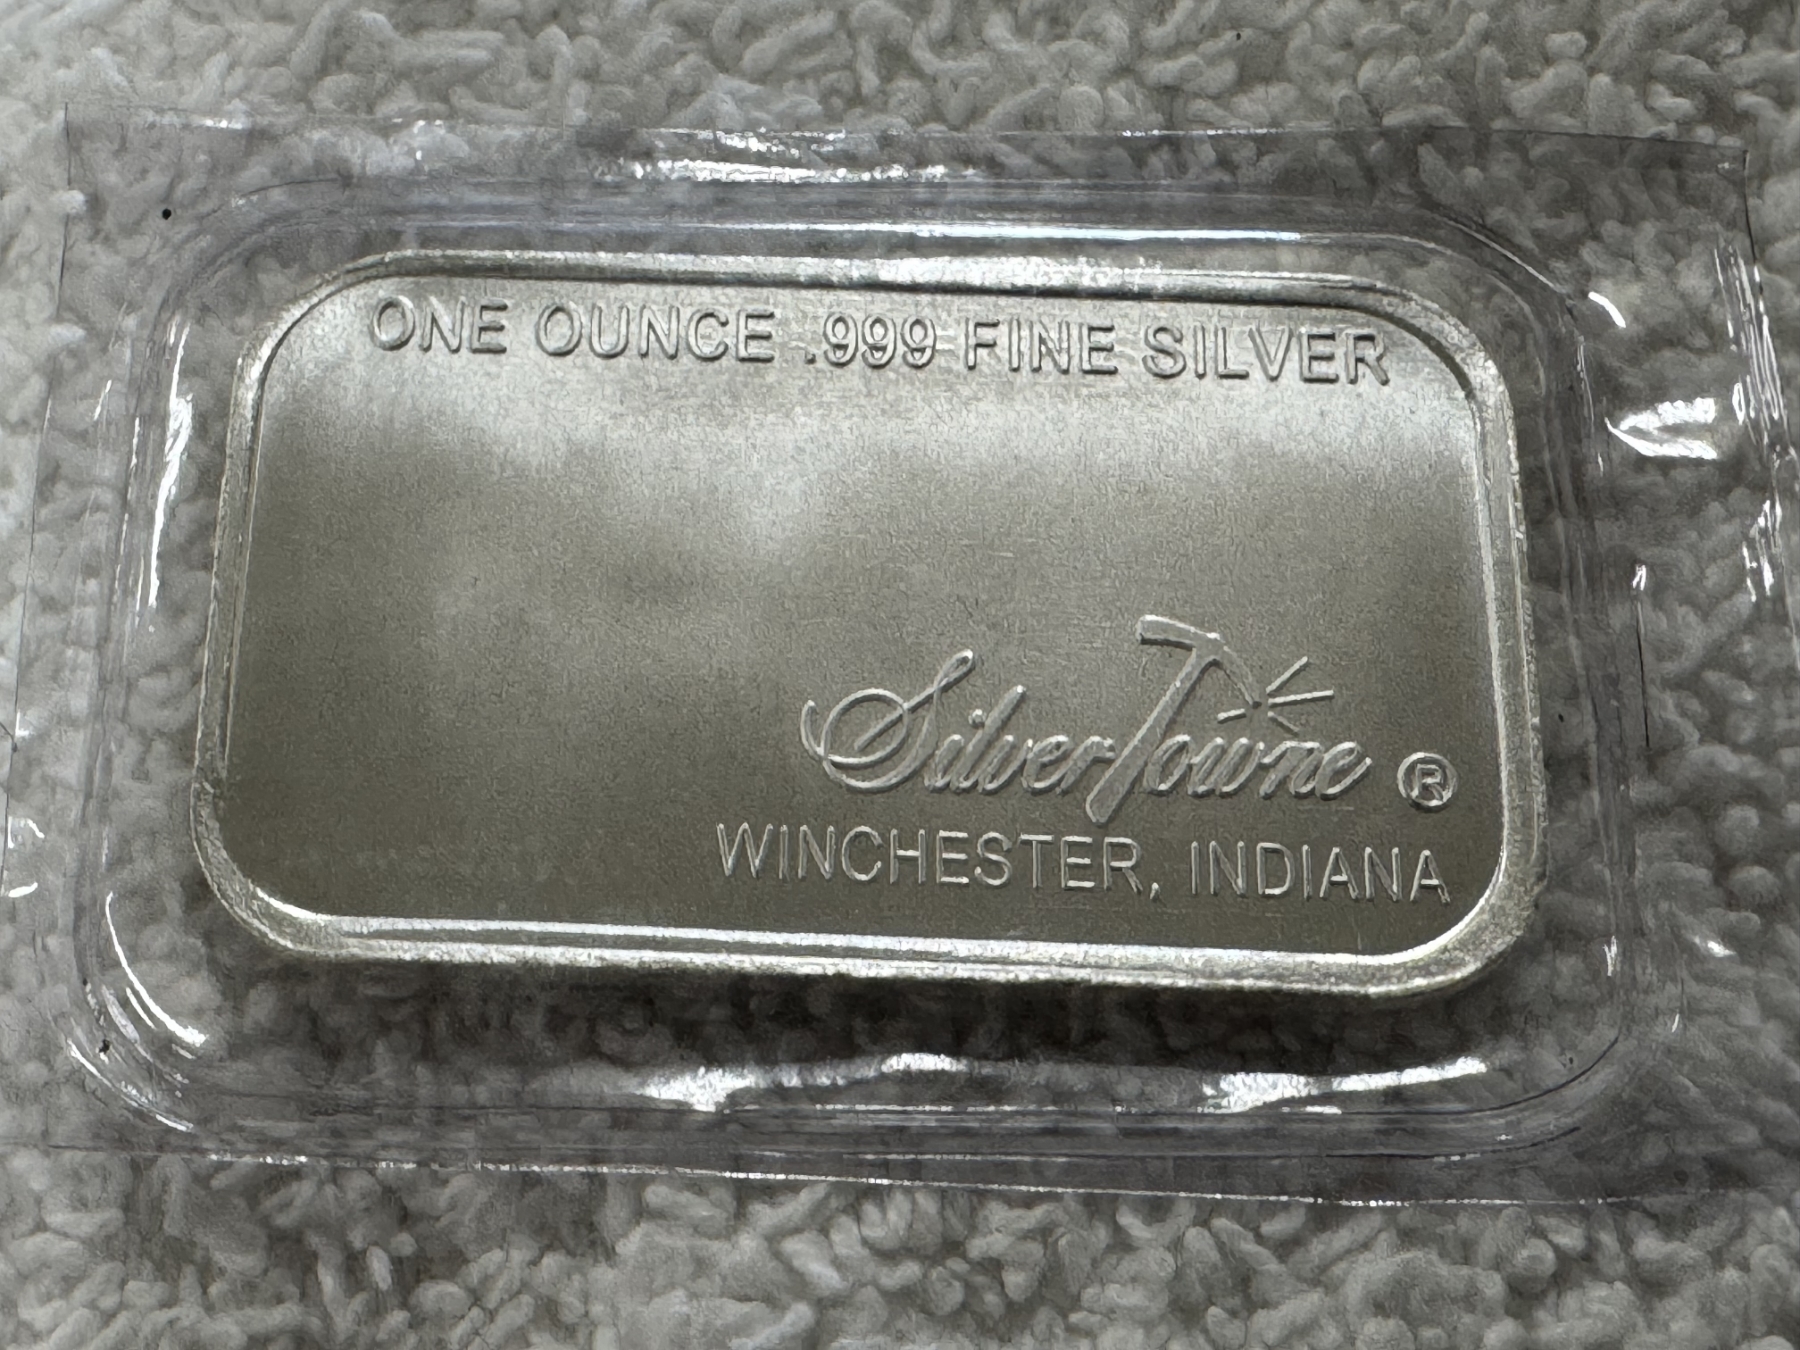 ONE OUNCE .999 FINE SILVER
SilverTowne ®
WINCHESTER, INDIANA